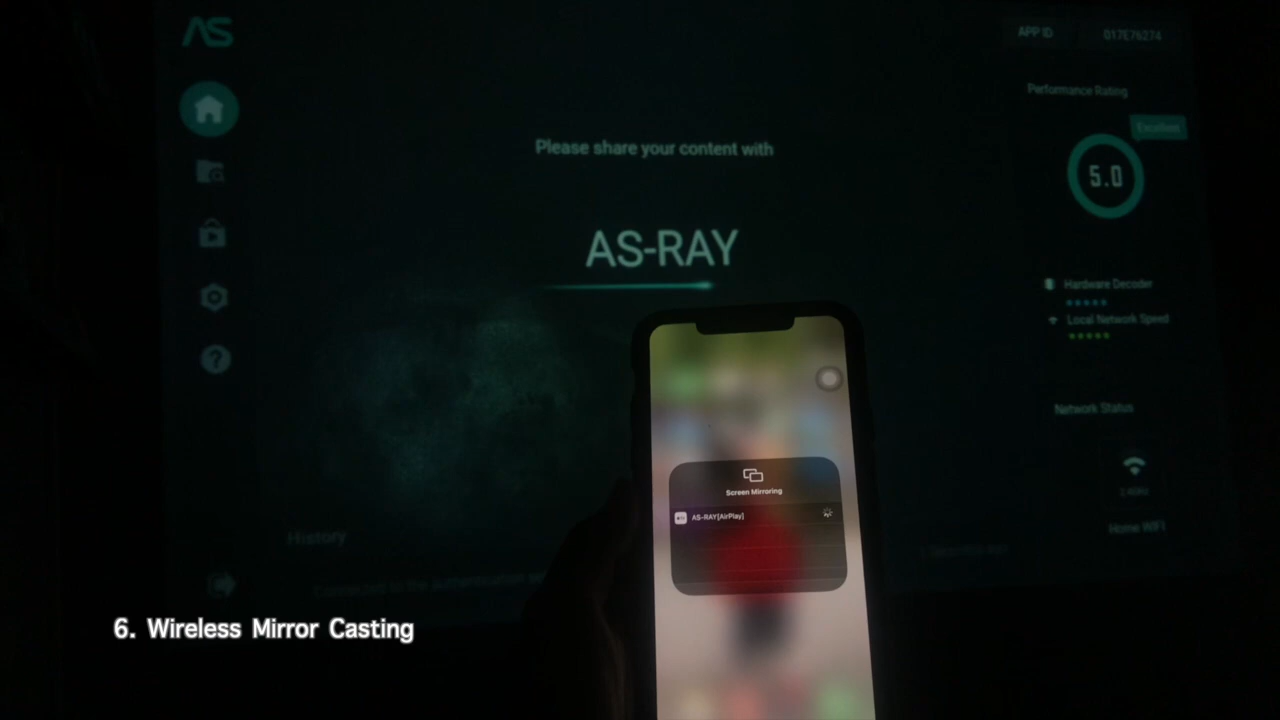 AS
APP ID
017E76274
Performance Rating
Excellent
5.0
Please share your content with
AS-RAY
Hardware Decoder
Local Network Speed
Network Status
Home WIFI
History
Screen Mirroring
AS-RAY[AirPlay]
6. Wireless Mirror Casting